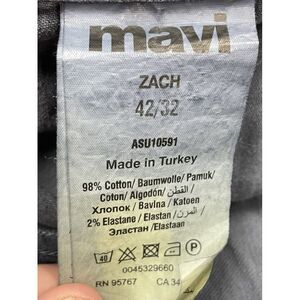 mavi
ZACH
42/32
ASU10591
Made in Turkey
98% Cotton/ Baumwolle/ Pamuk/
Coton/ Algodón/ القطن/
Хлопок / Bavlna / Katoen
2% Elastane / Elastan / المرن/
Эластан /Elastaan
40
0045329660
RN 95767 CA 34